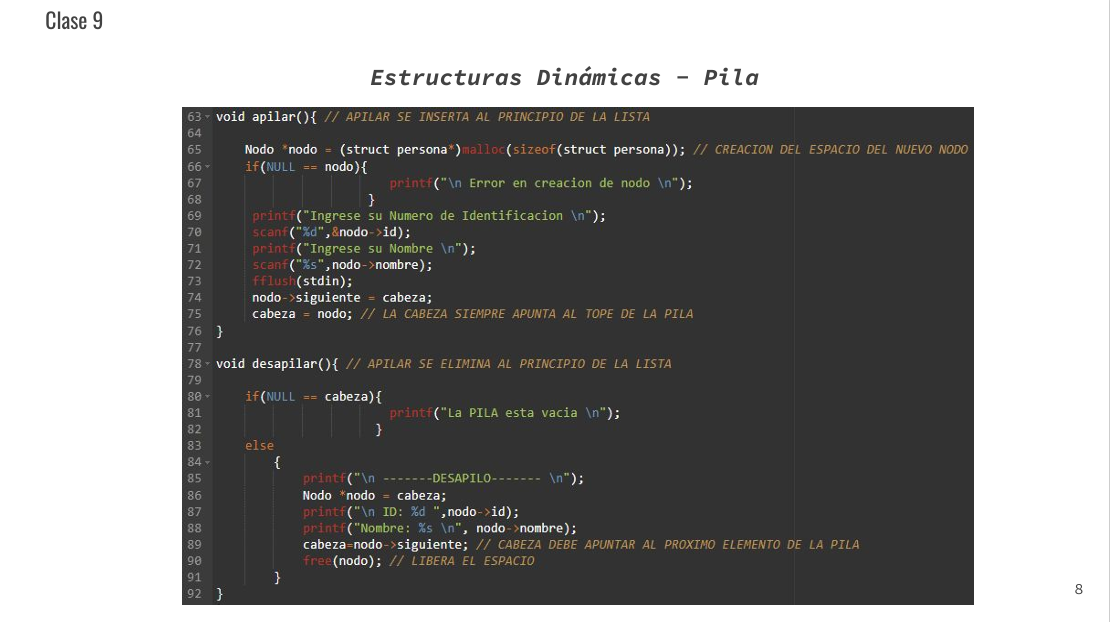 Clase 9
Estructuras Dinámicas - Pila
63 void apilar(){ // APILAR SE INSERTA AL PRINCIPIO DE LA LISTA
64
65 Nodo *nodo = (struct persona*)malloc(sizeof(struct persona)); // CREACION DEL ESPACIO DEL NUEVO NODO
66 if(NULL == nodo){
67 printf("\n Error en creacion de nodo \n");
68 }
69 printf("Ingrese su Numero de Identificacion \n");
70 scanf("%d",&nodo->id);
71 printf("Ingrese su Nombre \n");
72 scanf("%s",nodo->nombre);
73 fflush(stdin);
74 nodo->siguiente = cabeza;
75 cabeza = nodo; // LA CABEZA SIEMPRE APUNTA AL TOPE DE LA PILA
76 }
77
78 void desapilar(){ // APILAR SE ELIMINA AL PRINCIPIO DE LA LISTA
79
80 if(NULL == cabeza){
81 printf("La PILA esta vacia \n");
82 }
83 else
84 {
85 printf("\n -------DESAPILO------- \n");
86 Nodo *nodo = cabeza;
87 printf("\n ID: %d ",nodo->id);
88 printf("Nombre: %s \n", nodo->nombre);
89 cabeza=nodo->siguiente; // CABEZA DEBE APUNTAR AL PROXIMO ELEMENTO DE LA PILA
90 free(nodo); // LIBERA EL ESPACIO
91 }
92 }
8